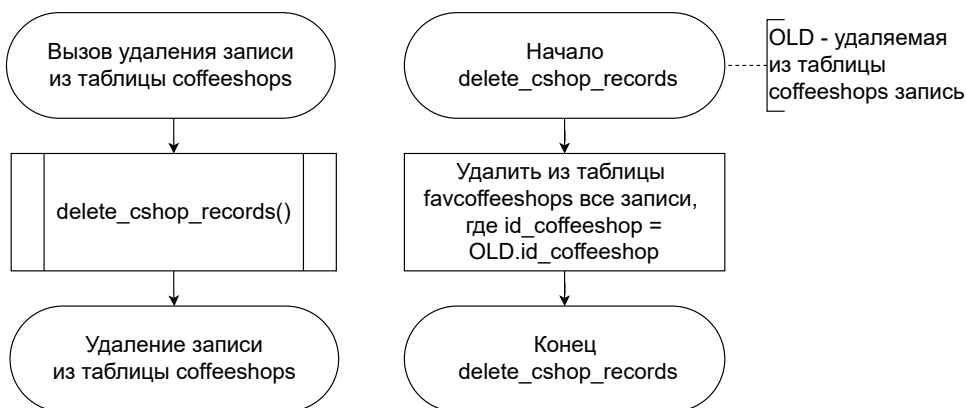 Вызов удаления записи
из таблицы coffeeshops
delete_cshop_records()
Удаление записи
из таблицы coffeeshops
Начало
delete_cshop_records
OLD - удаляемая
из таблицы
coffeeshops запись
Удалить из таблицы
favcoffeeshops все записи,
где id_coffeeshop =
OLD.id_coffeeshop
Конец
delete_cshop_records